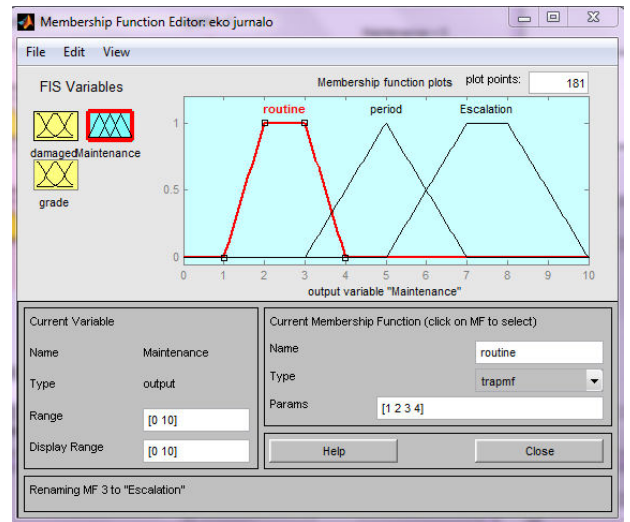 Membership Function Editor: eko jurnalo
File Edit View
FIS Variables
Membership function plots plot points: 181
damaged Maintenance
grade
routine period Escalation
1
0.5
0
0 1 2 3 4 5 6 7 8 9 10
output variable "Maintenance"
Current Variable
Name Maintenance
Type output
Range [0 10]
Display Range [0 10]
Current Membership Function (click on MF to select)
Name routine
Type trapmf
Params [1 2 3 4]
Help Close
Renaming MF 3 to "Escalation"